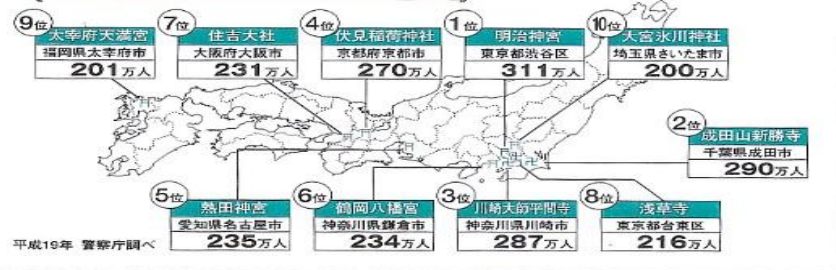 9位
太宰府天満宮
福岡県太宰府市
201万人
7位
住吉大社
大阪府大阪市
231万人
4位
伏見稲荷神社
京都府京都市
270万人
1位
明治神宮
東京都渋谷区
311万人
10位
大宮氷川神社
埼玉県さいたま市
200万人
2位
成田山新勝寺
千葉県成田市
290万人
5位
熱田神宮
愛知県名古屋市
235万人
6位
鶴岡八幡宮
神奈川県鎌倉市
234万人
3位
川崎大師平間寺
神奈川県川崎市
287万人
8位
浅草寺
東京都台東区
216万人
平成19年 警察庁調べ